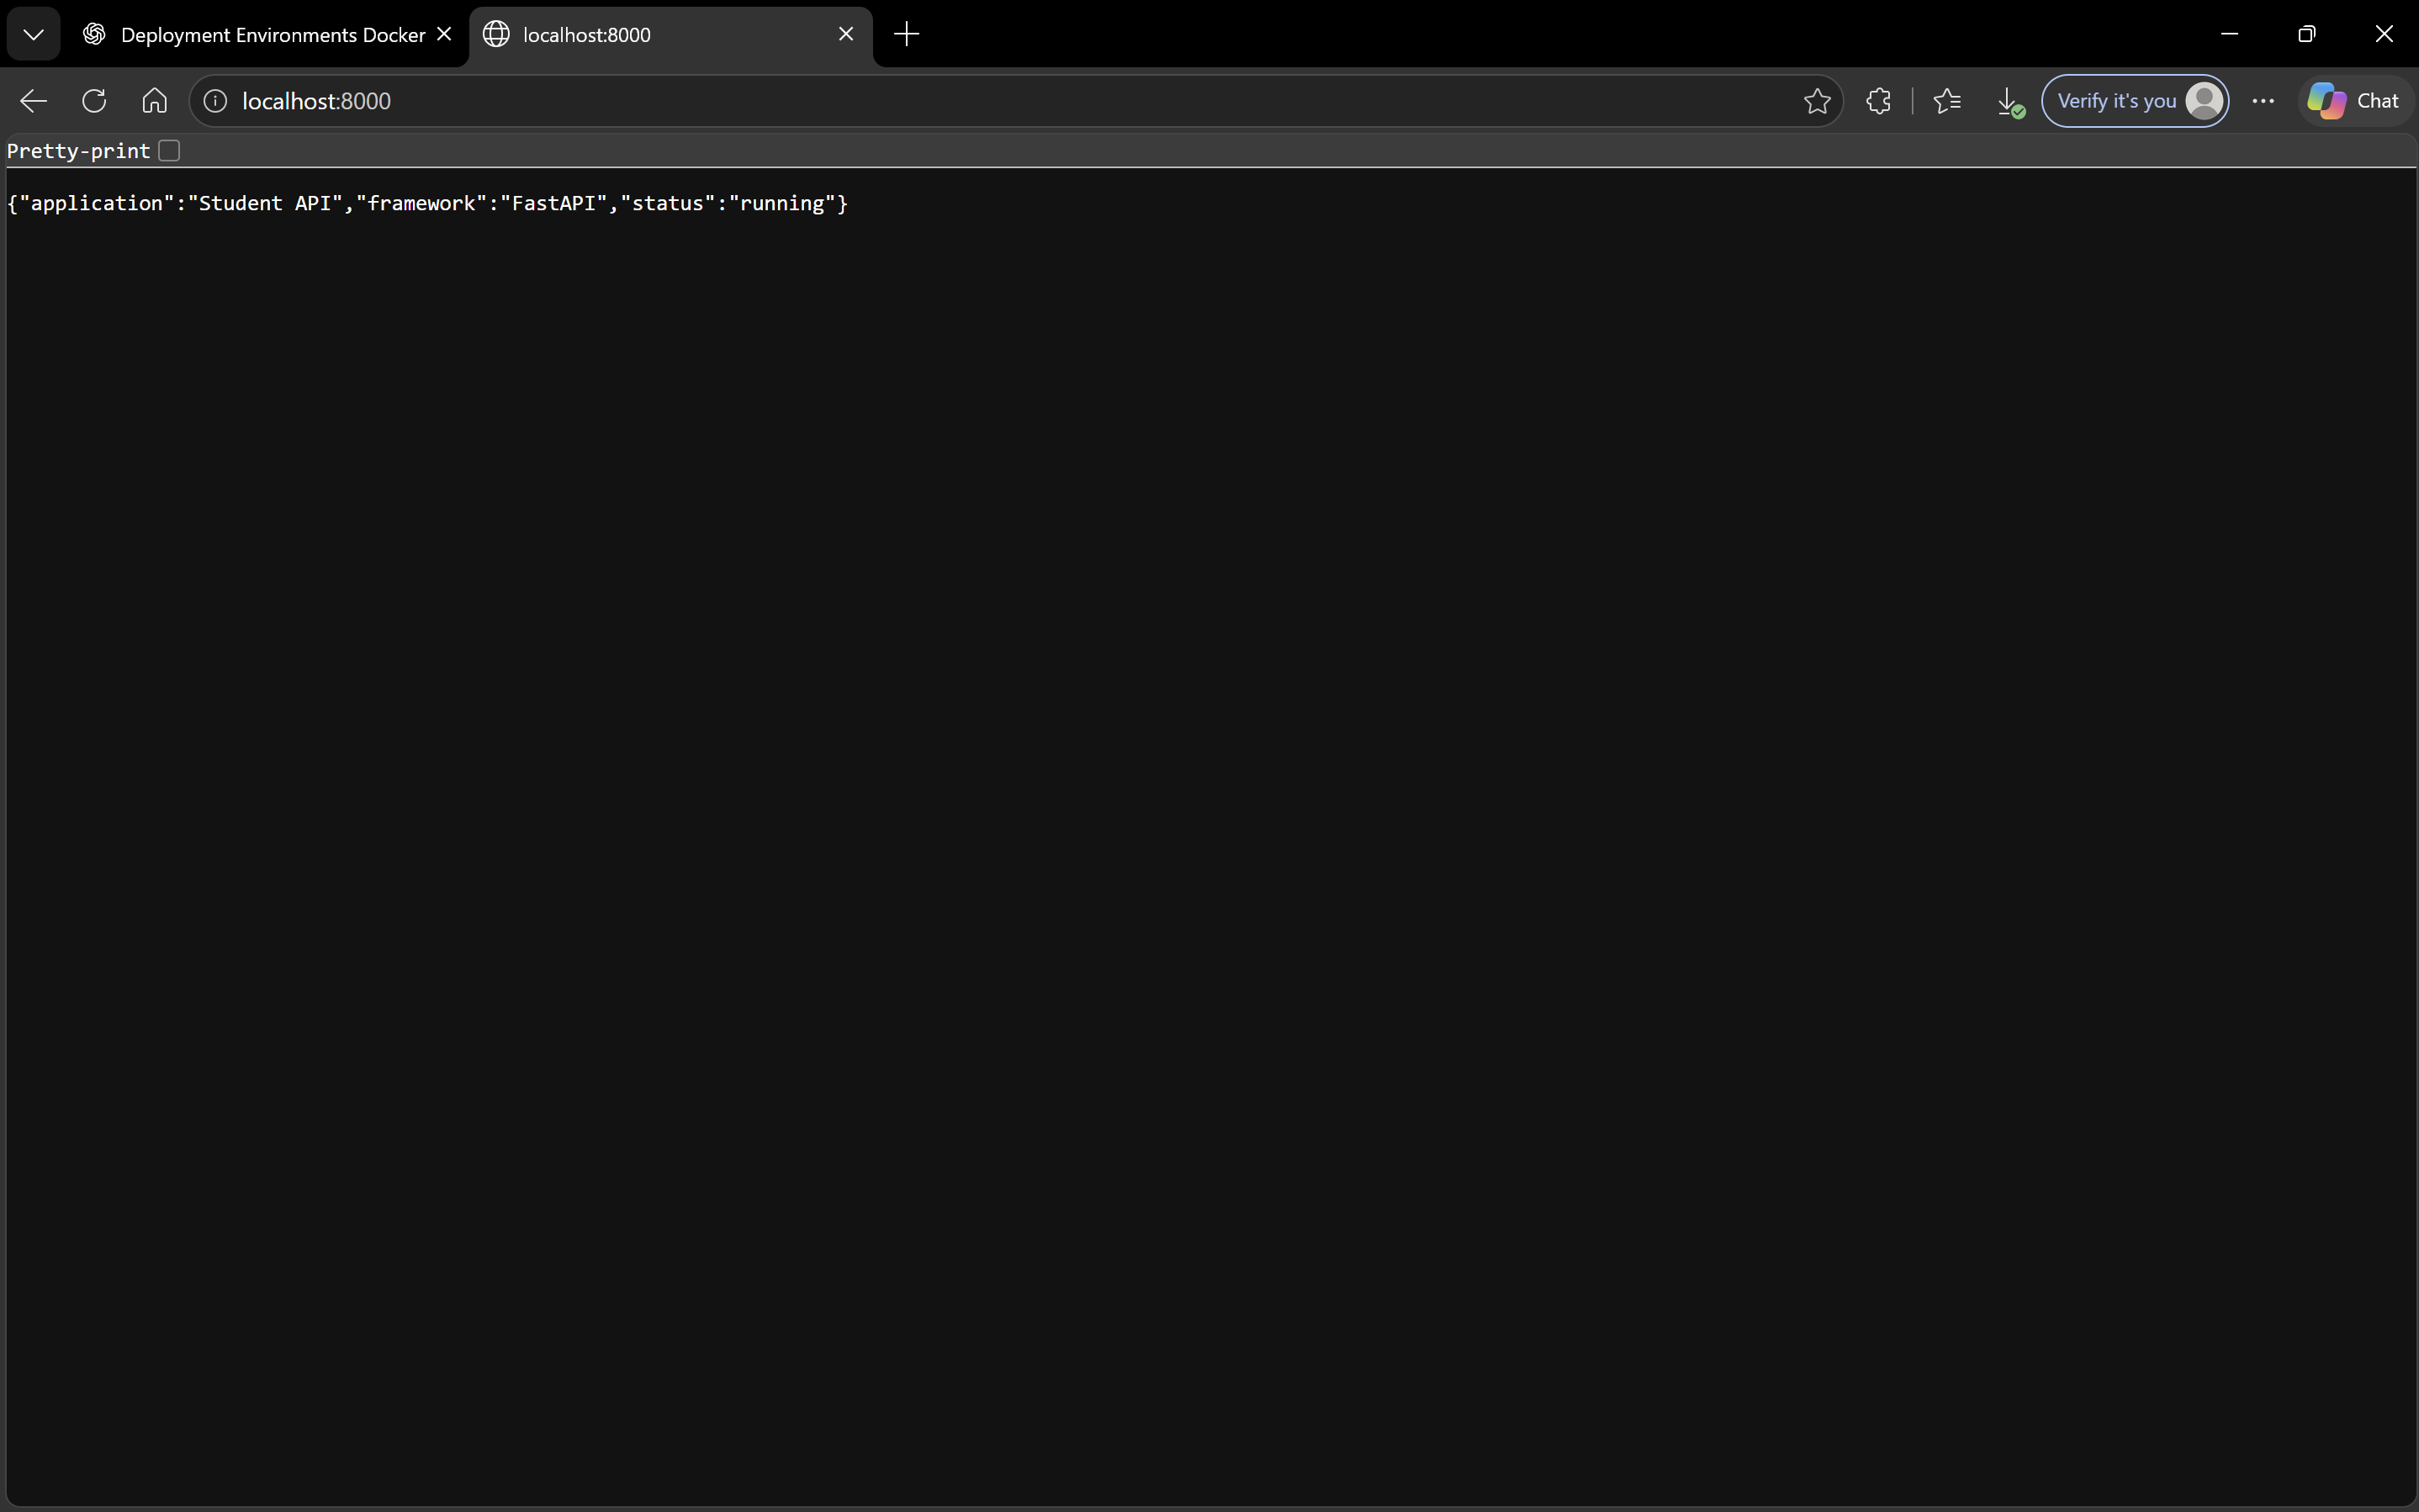 Deployment Environments Docker
localhost:8000
localhost:8000
Verify it's you
Chat
Pretty-print
{"application":"Student API","framework":"FastAPI","status":"running"}